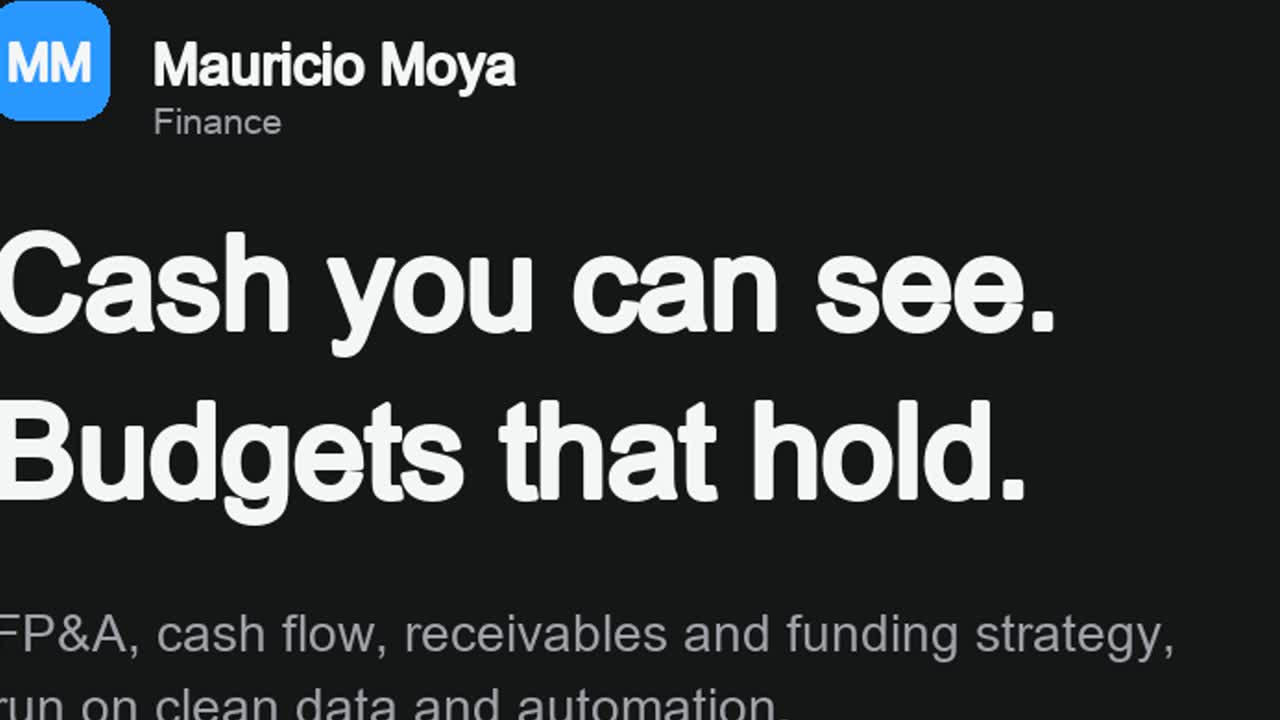 MM
Mauricio Moya
Finance
Cash you can see.
Budgets that hold.
FP&A, cash flow, receivables and funding strategy,
run on clean data and automation.